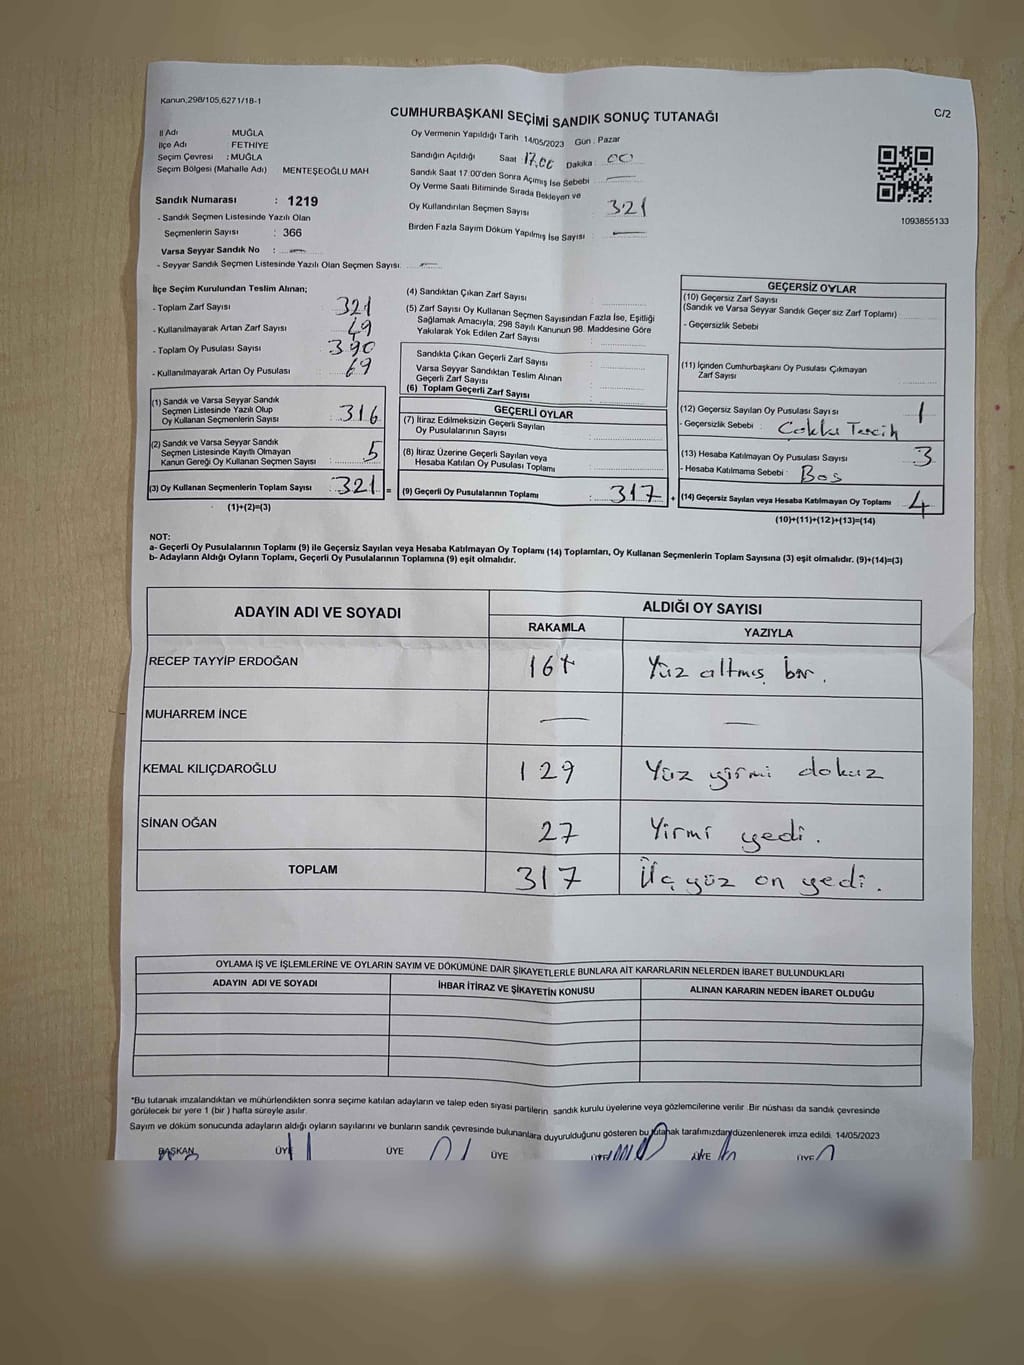 Kanun,298/105,6271/18-1
CUMHURBAŞKANI SEÇİMİ SANDIK SONUÇ TUTANAĞI
C/2
İl Adı MUĞLA
İlçe Adı FETHİYE
Seçim Çevresi : MUĞLA
Seçim Bölgesi (Mahalle Adı) MENTEŞEOĞLU MAH
Sandık Numarası : 1219
- Sandık Seçmen Listesinde Yazılı Olan
Seçmenlerin Sayısı : 366
Varsa Seyyar Sandık No : —
- Seyyar Sandık Seçmen Listesinde Yazılı Olan Seçmen Sayısı: —
Oy Vermenin Yapıldığı Tarih 14/05/2023 Gün : Pazar
Sandığın Açıldığı Saat 17.00 Dakika : 00
Sandık Saat 17.00'den Sonra Açımış İse Sebebi : —
Oy Verme Saati Bitiminde Sırada Bekleyen ve
Oy Kullandırılan Seçmen Sayısı 321
Birden Fazla Sayım Döküm Yapılmış İse Sayısı : —
1093855133
İlçe Seçim Kurulundan Teslim Alınan;
- Toplam Zarf Sayısı 321
- Kullanılmayarak Artan Zarf Sayısı 49
- Toplam Oy Pusulası Sayısı 390
- Kullanılmayarak Artan Oy Pusulası : 69
(1) Sandık ve Varsa Seyyar Sandık
Seçmen Listesinde Yazılı Olup
Oy Kullanan Seçmenlerin Sayısı : 316
(2) Sandık ve Varsa Seyyar Sandık
Seçmen Listesinde Kayıtlı Olmayan
Kanun Gereği Oy Kullanan Seçmen Sayısı : 5
(3) Oy Kullanan Seçmenlerin Toplam Sayısı : 321 =
(1)+(2)=(3)
(4) Sandıktan Çıkan Zarf Sayısı :
(5) Zarf Sayısı Oy Kullanan Seçmen Sayısından Fazla İse, Eşitliği
Sağlamak Amacıyla, 298 Sayılı Kanunun 98. Maddesine Göre
Yakılarak Yok Edilen Zarf Sayısı :
Sandıkta Çıkan Geçerli Zarf Sayısı :
Varsa Seyyar Sandıktan Teslim Alınan
Geçerli Zarf Sayısı :
(6) Toplam Geçerli Zarf Sayısı :
GEÇERLİ OYLAR
(7) İtiraz Edilmeksizin Geçerli Sayılan
Oy Pusulalarının Sayısı :
(8) İtiraz Üzerine Geçerli Sayılan veya
Hesaba Katılan Oy Pusulası Toplamı :
(9) Geçerli Oy Pusulalarının Toplamı : 317 +
GEÇERSİZ OYLAR
(10) Geçersiz Zarf Sayısı
(Sandık ve Varsa Seyyar Sandık Geçersiz Zarf Toplamı) :
- Geçersizlik Sebebi :
(11) İçinden Cumhurbaşkanı Oy Pusulası Çıkmayan
Zarf Sayısı :
(12) Geçersiz Sayılan Oy Pusulası Sayısı : 1
- Geçersizlik Sebebi : Çoklu Tercih
(13) Hesaba Katılmayan Oy Pusulası Sayısı : 3
- Hesaba Katılmama Sebebi : Boş
(14) Geçersiz Sayılan veya Hesaba Katılmayan Oy Toplamı : 4
(10)+(11)+(12)+(13)=(14)
NOT:
a- Geçerli Oy Pusulalarının Toplamı (9) ile Geçersiz Sayılan veya Hesaba Katılmayan Oy Toplamı (14) Toplamları, Oy Kullanan Seçmenlerin Toplam Sayısına (3) eşit olmalıdır. (9)+(14)=(3)
b- Adayların Aldığı Oyların Toplamı, Geçerli Oy Pusulalarının Toplamına (9) eşit olmalıdır.
ADAYIN ADI VE SOYADI ALDIĞI OY SAYISI
RAKAMLA YAZIYLA
RECEP TAYYİP ERDOĞAN 161 Yüz altmış bir.
MUHARREM İNCE — —
KEMAL KILIÇDAROĞLU 129 Yüz yirmi dokuz
SİNAN OĞAN 27 Yirmi yedi.
TOPLAM 317 Üç yüz on yedi.
OYLAMA İŞ VE İŞLEMLERİNE VE OYLARIN SAYIM VE DÖKÜMÜNE DAİR ŞİKAYETLERLE BUNLARA AİT KARARLARIN NELERDEN İBARET BULUNDUKLARI
ADAYIN ADI VE SOYADI İHBAR İTİRAZ VE ŞİKAYETİN KONUSU ALINAN KARARIN NEDEN İBARET OLDUĞU
*Bu tutanak imzalandıktan ve mühürlendikten sonra seçime katılan adayların ve talep eden siyasi partilerin sandık kurulu üyelerine veya gözlemcilerine verilir .Bir nüshası da sandık çevresinde
görülecek bir yere 1 (bir ) hafta süreyle asılır.
Sayım ve döküm sonucunda adayların aldığı oyların sayılarını ve bunların sandık çevresinde bulunanlara duyurulduğunu gösteren bu tutanak tarafımızdan düzenlenerek imza edildi. 14/05/2023
BAŞKAN ÜYE ÜYE ÜYE ÜYE ÜYE ÜYE